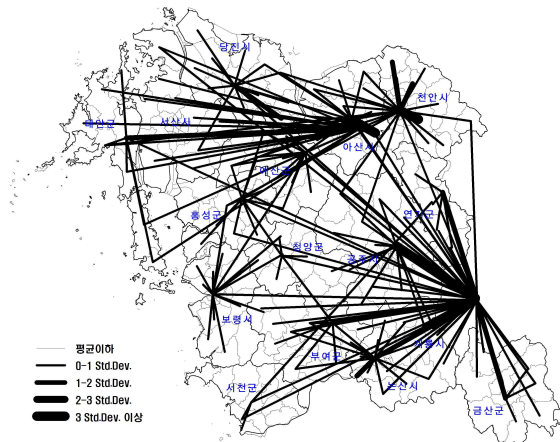 당진시
천안시
태안군
서산시
아산시
예산군
홍성군
연기군
청양군
공주시
보령시
계룡시
부여군
서천군
논산시
금산군
평균이하
0-1 Std.Dev.
1-2 Std.Dev.
2-3 Std.Dev.
3 Std.Dev. 이상